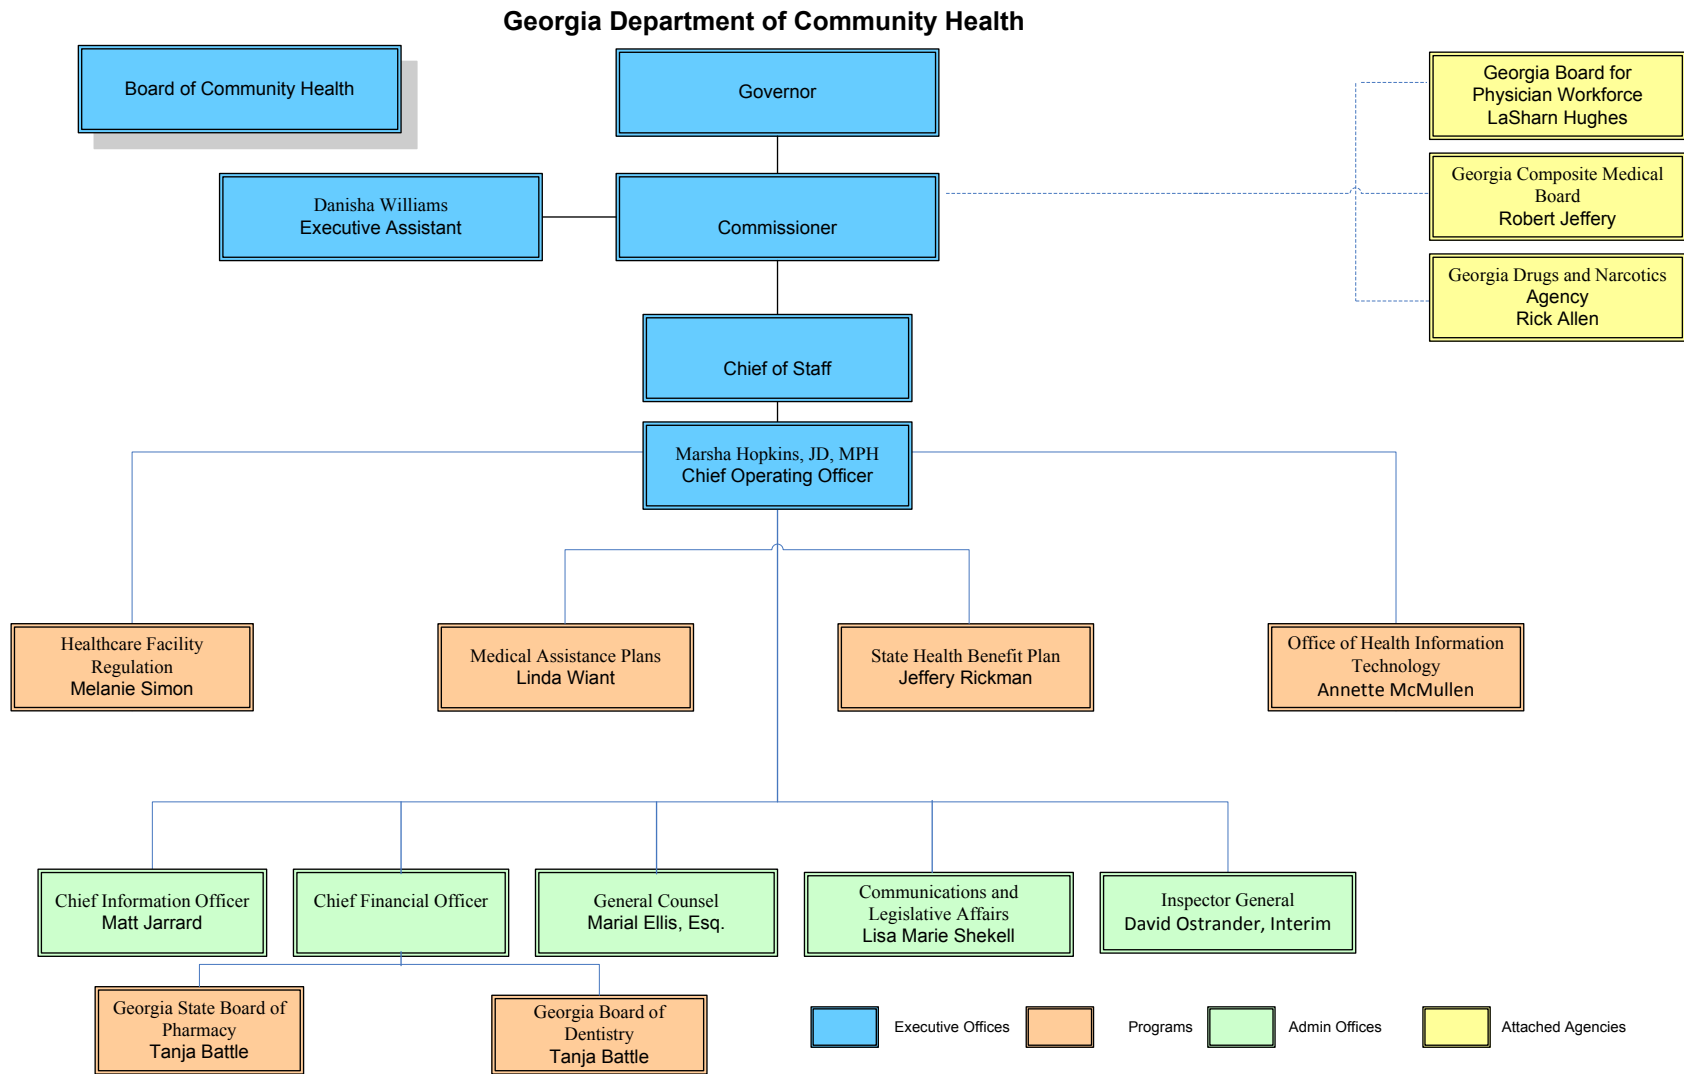 Georgia Department of Community Health
Board of Community Health
Governor
Georgia Board for
Physician Workforce
LaSharn Hughes
Danisha Williams
Executive Assistant
Commissioner
Georgia Composite Medical
Board
Robert Jeffery
Georgia Drugs and Narcotics
Agency
Rick Allen
Chief of Staff
Marsha Hopkins, JD, MPH
Chief Operating Officer
Healthcare Facility
Regulation
Melanie Simon
Medical Assistance Plans
Linda Wiant
State Health Benefit Plan
Jeffery Rickman
Office of Health Information
Technology
Annette McMullen
Chief Information Officer
Matt Jarrard
Chief Financial Officer
General Counsel
Marial Ellis, Esq.
Communications and
Legislative Affairs
Lisa Marie Shekell
Inspector General
David Ostrander, Interim
Georgia State Board of
Pharmacy
Tanja Battle
Georgia Board of
Dentistry
Tanja Battle
Executive Offices
Programs
Admin Offices
Attached Agencies